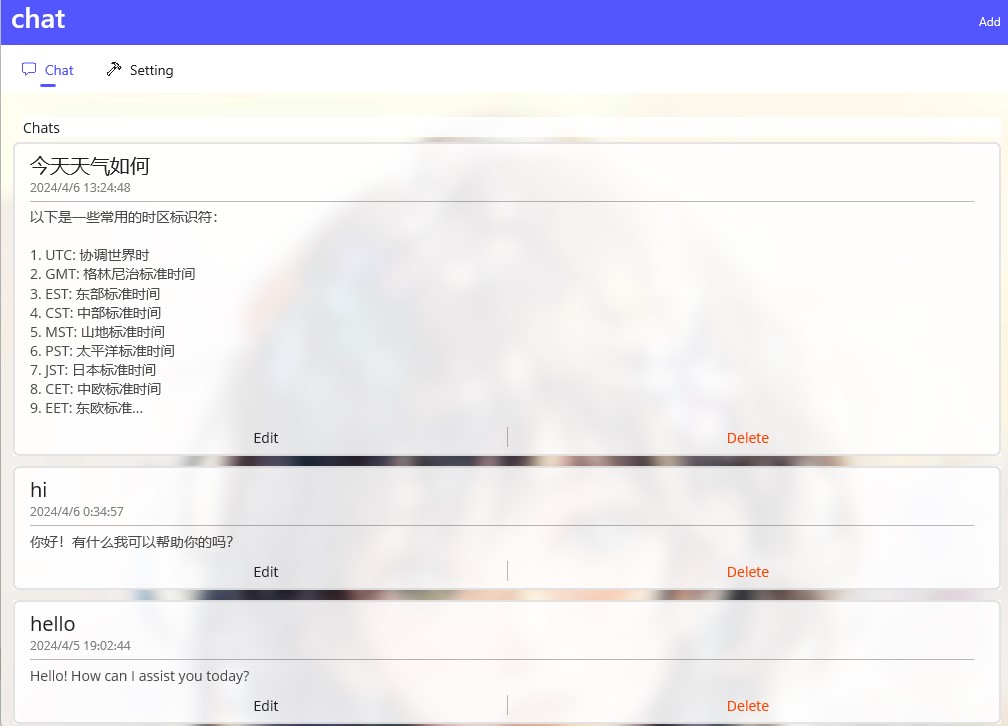 chat
Add
Chat
Setting
Chats
今天天气如何
2024/4/6 13:24:48
以下是一些常用的时区标识符：
1. UTC: 协调世界时
2. GMT: 格林尼治标准时间
3. EST: 东部标准时间
4. CST: 中部标准时间
5. MST: 山地标准时间
6. PST: 太平洋标准时间
7. JST: 日本标准时间
8. CET: 中欧标准时间
9. EET: 东欧标准...
Edit
Delete
hi
2024/4/6 0:34:57
你好！有什么我可以帮助你的吗？
Edit
Delete
hello
2024/4/5 19:02:44
Hello! How can I assist you today?
Edit
Delete